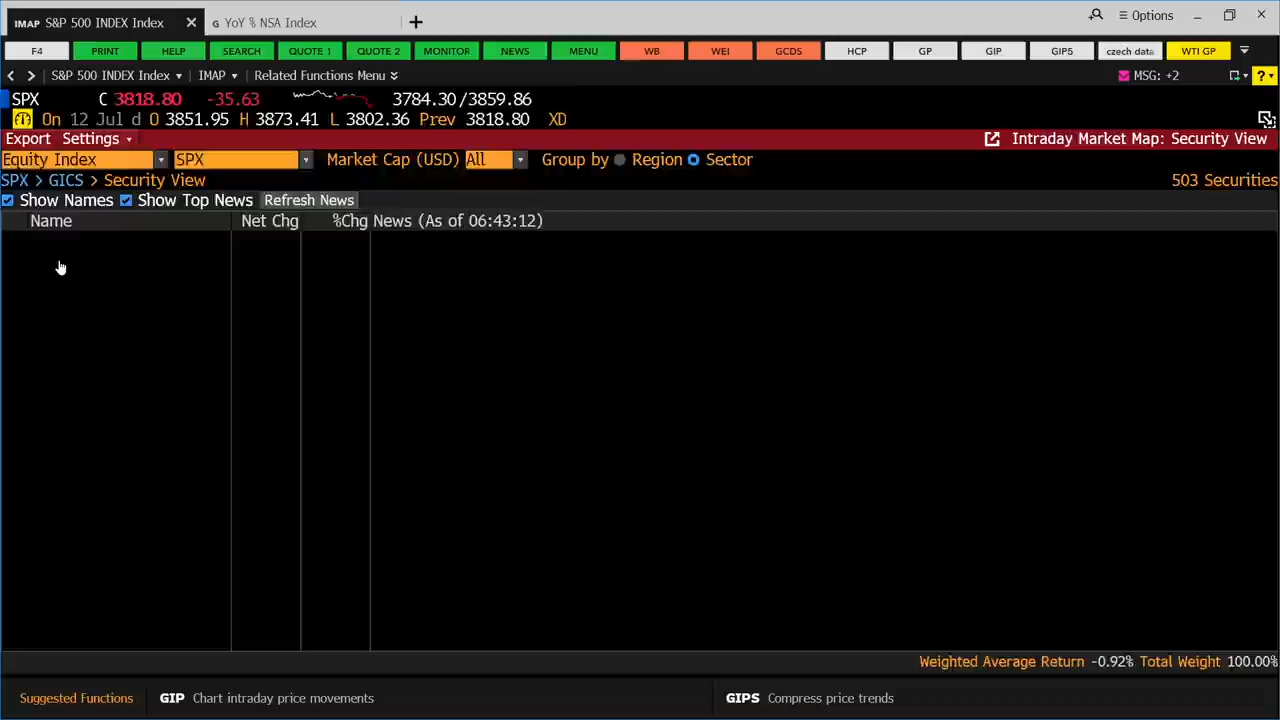 IMAP S&P 500 INDEX Index × G YoY % NSA Index +
Options
F4 PRINT HELP SEARCH QUOTE 1 QUOTE 2 MONITOR NEWS MENU WB WEI GCDS HCP GP GIP GIP5 czech data WTI GP
S&P 500 INDEX Index IMAP Related Functions Menu MSG: +2 ?
SPX C 3818.80 -35.63 3784.30/3859.86
On 12 Jul d O 3851.95 H 3873.41 L 3802.36 Prev 3818.80 XD
Export Settings Intraday Market Map: Security View
Equity Index SPX Market Cap (USD) All Group by Region Sector
SPX > GICS > Security View 503 Securities
Show Names Show Top News Refresh News
Name Net Chg %Chg News (As of 06:43:12)
Weighted Average Return -0.92% Total Weight 100.00%
Suggested Functions GIP Chart intraday price movements GIPS Compress price trends